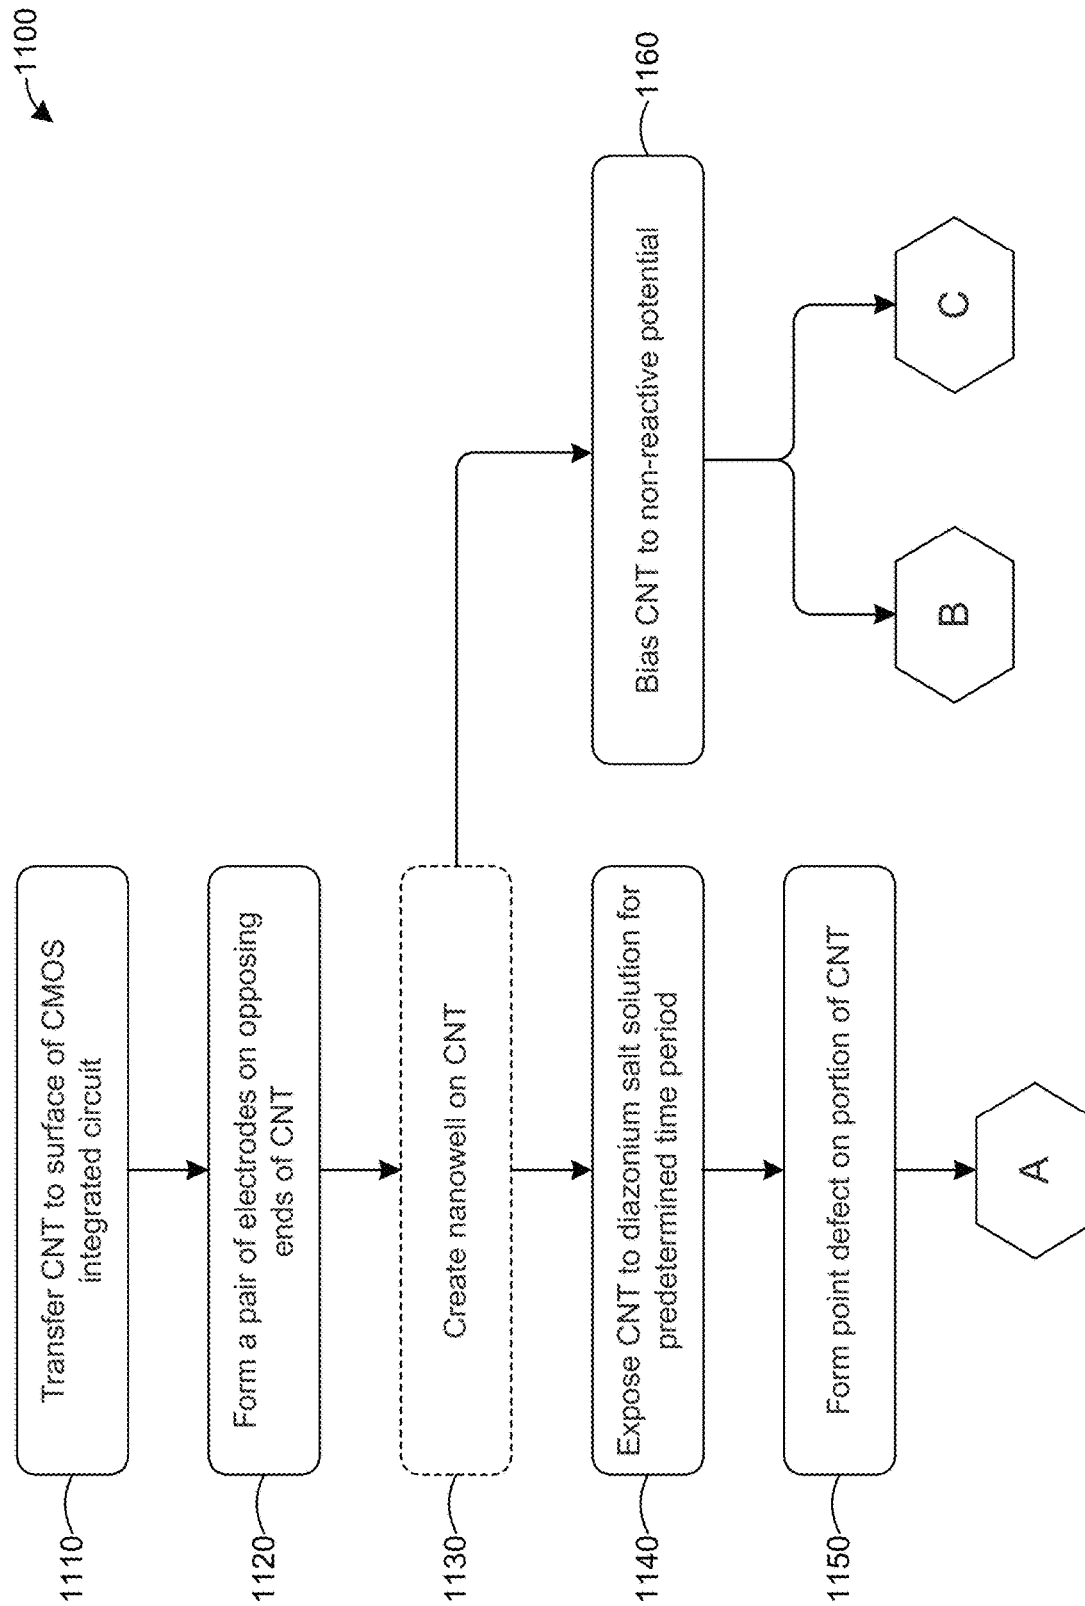 1100
1110
Transfer CNT to surface of CMOS
integrated circuit
1120
Form a pair of electrodes on opposing
ends of CNT
1130
Create nanowell on CNT
1140
Expose CNT to diazonium salt solution for
predetermined time period
1150
Form point defect on portion of CNT
A
1160
Bias CNT to non-reactive potential
B
C